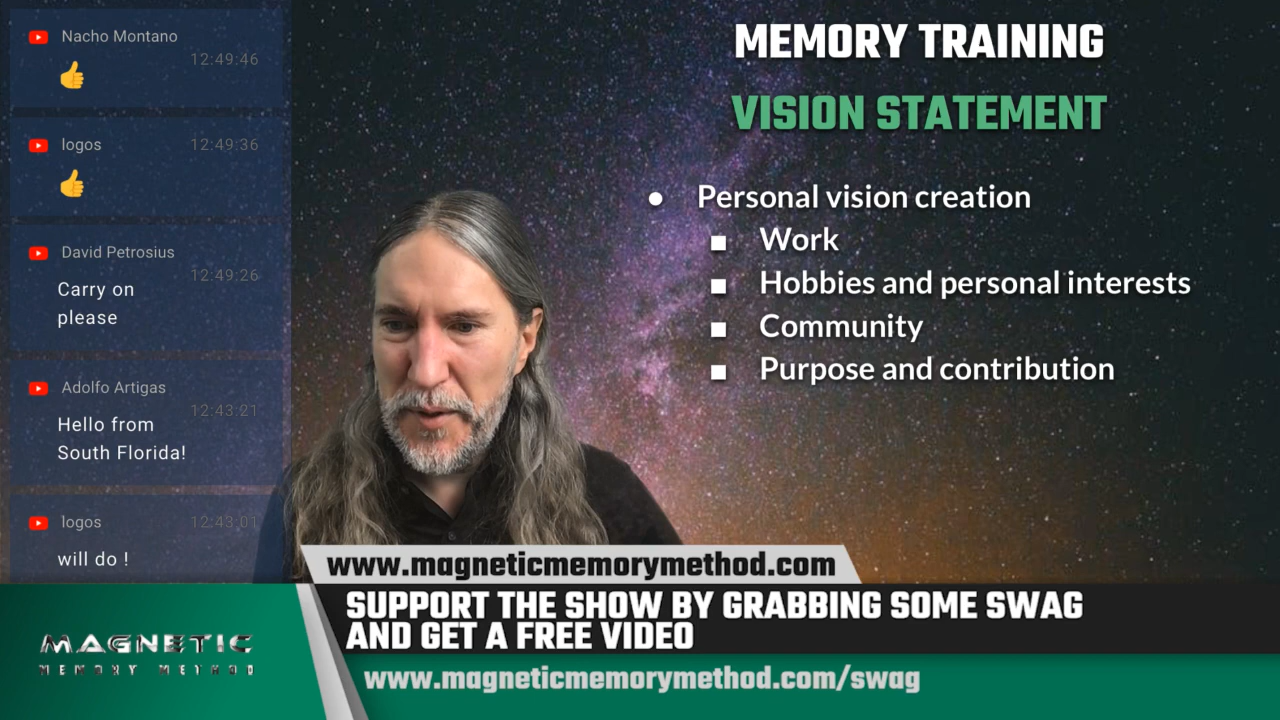 Nacho Montano
12:49:46
👍
logos 12:49:36
👍
David Petrosius
12:49:26
Carry on
please
Adolfo Artigas
12:43:21
Hello from
South Florida!
logos 12:43:01
will do !
MEMORY TRAINING
VISION STATEMENT
● Personal vision creation
■ Work
■ Hobbies and personal interests
■ Community
■ Purpose and contribution
www.magneticmemorymethod.com
SUPPORT THE SHOW BY GRABBING SOME SWAG
AND GET A FREE VIDEO
www.magneticmemorymethod.com/swag
MAGNETIC
MEMORY METHOD